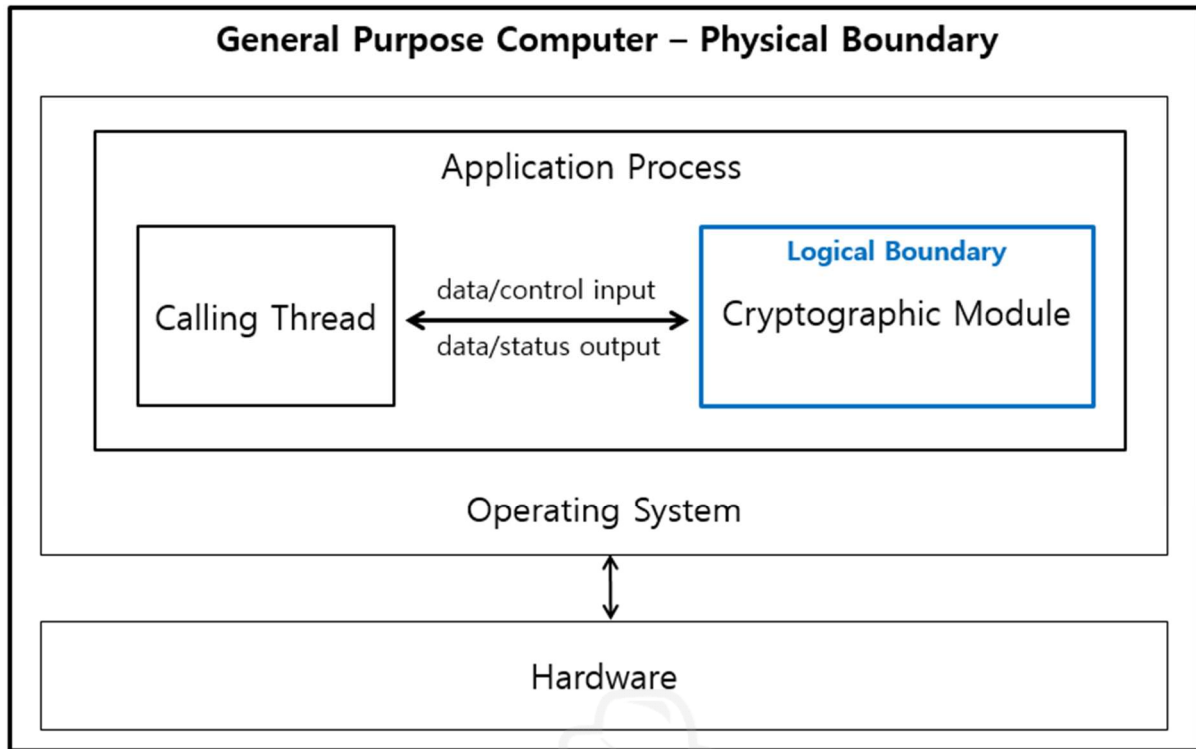 General Purpose Computer – Physical Boundary
Application Process
Calling Thread
data/control input
data/status output
Logical Boundary
Cryptographic Module
Operating System
Hardware